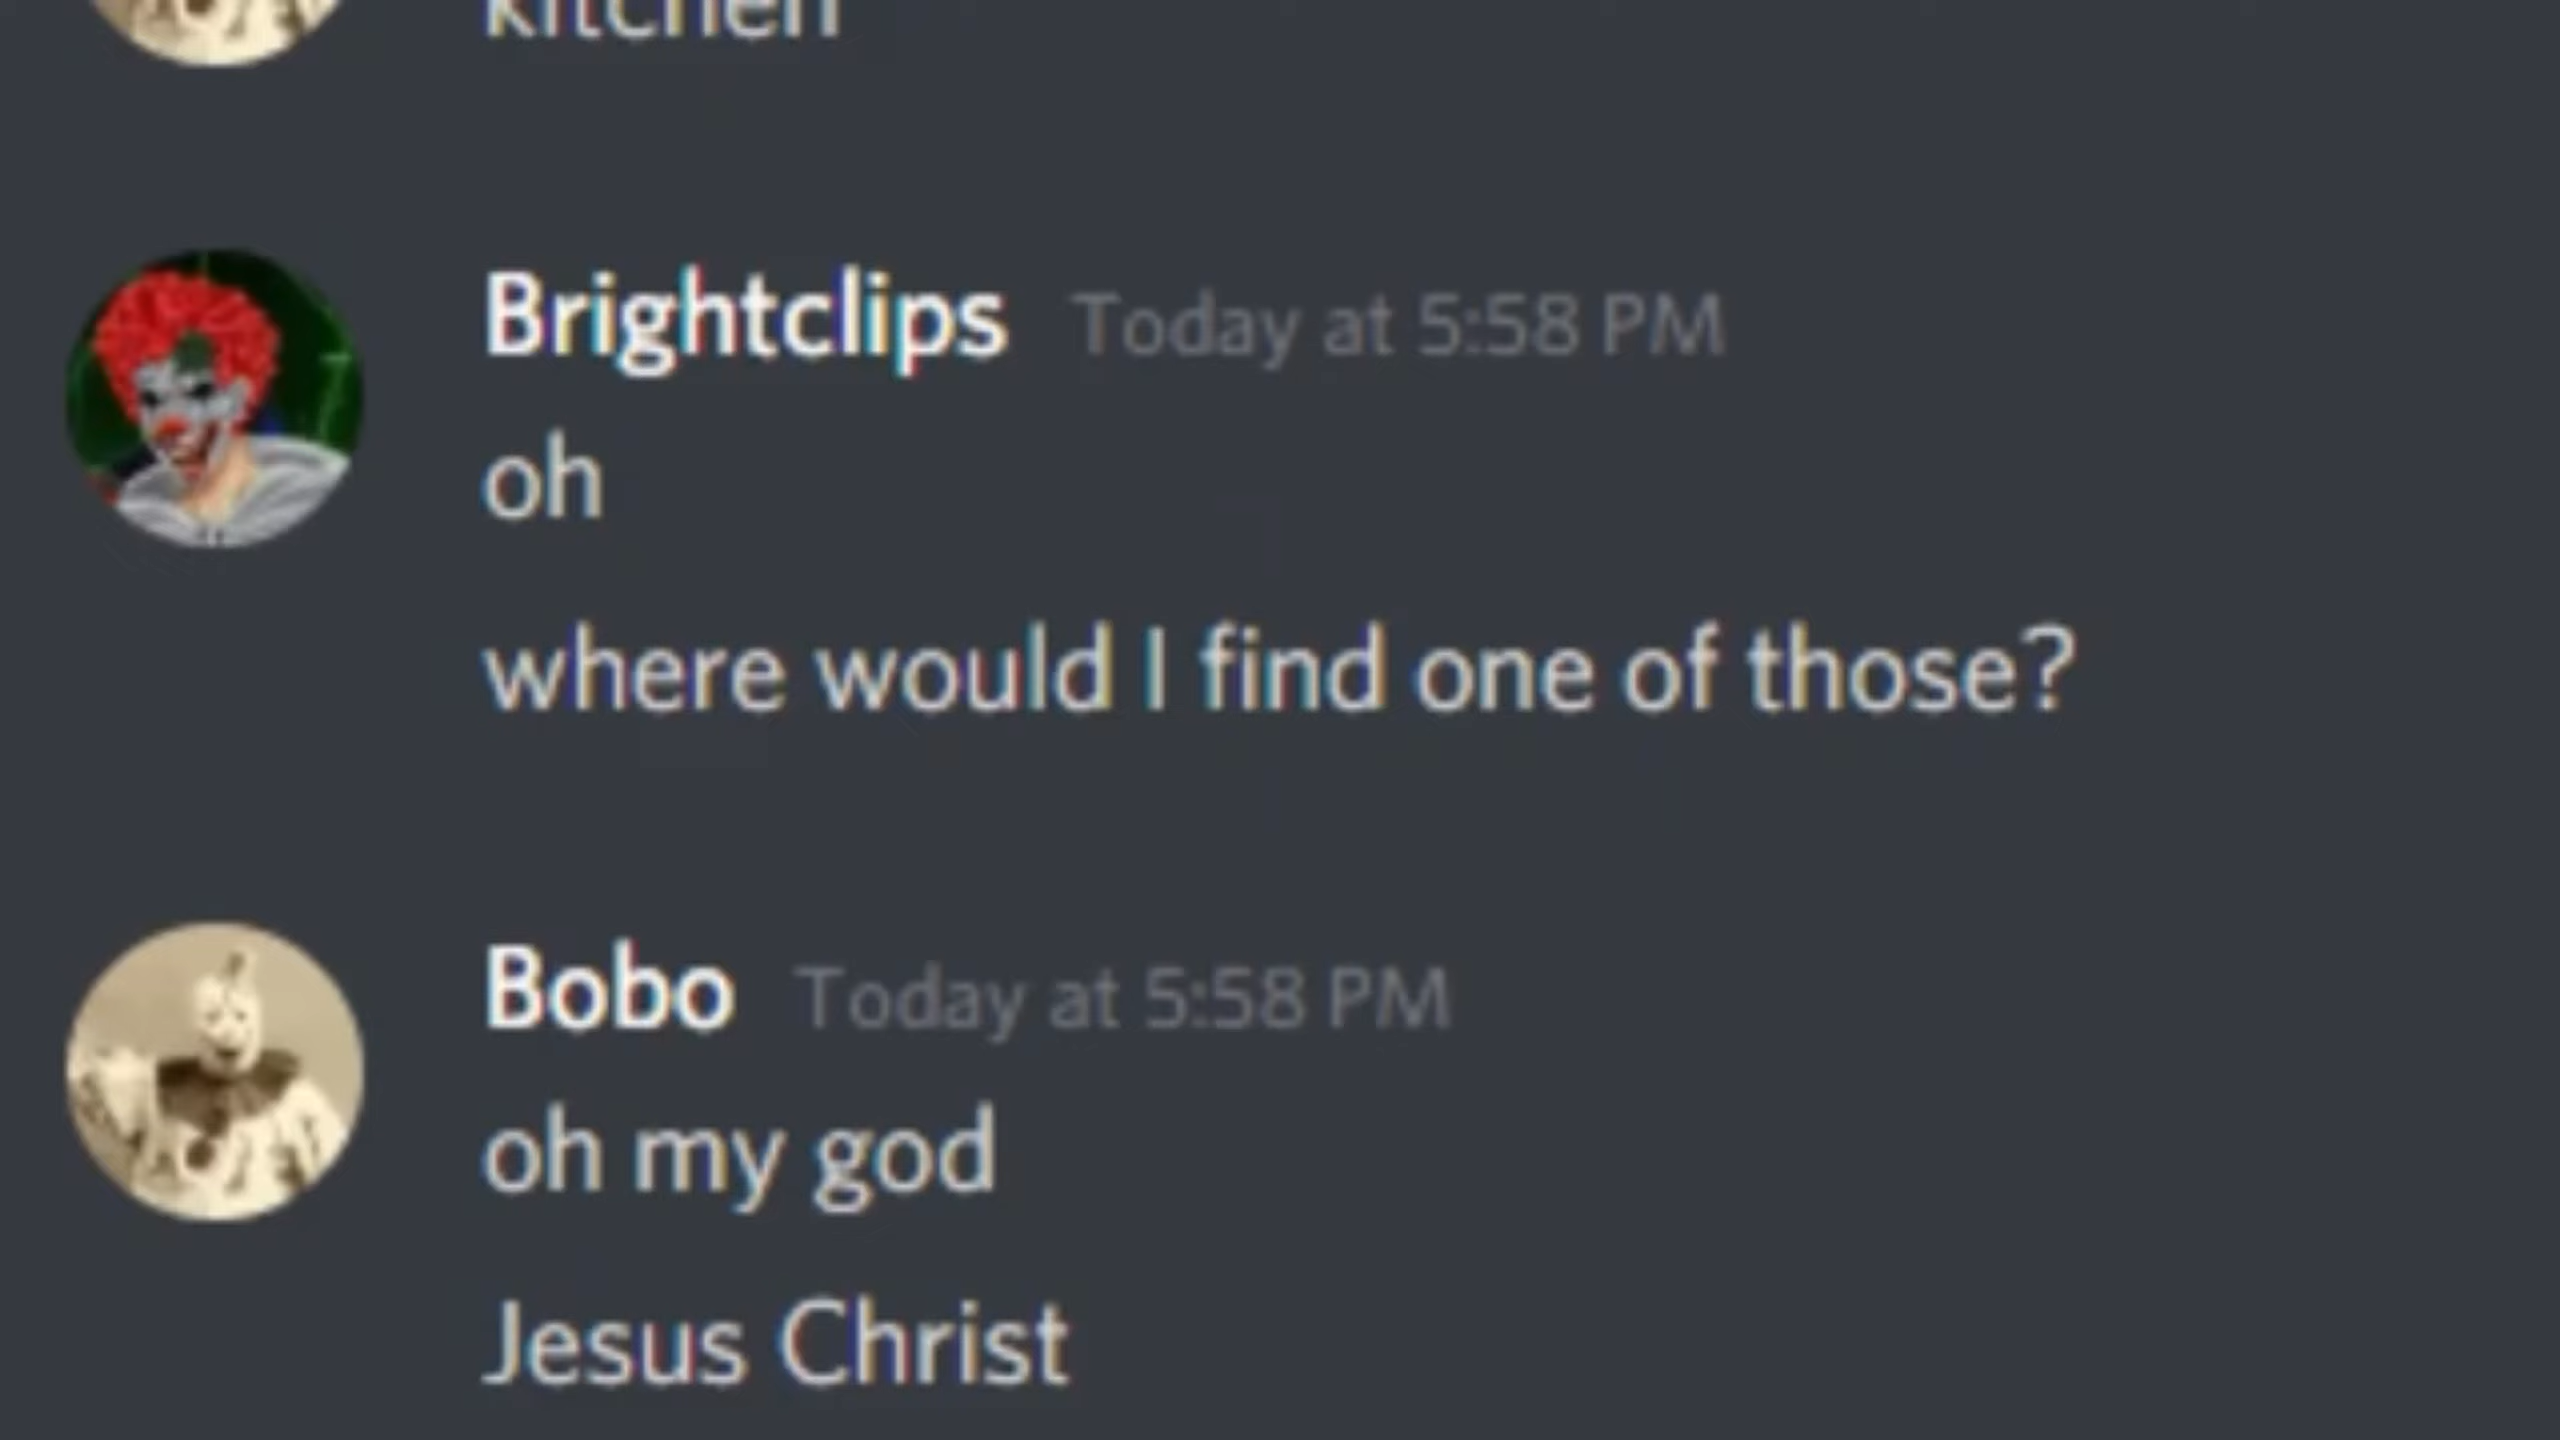 kitchen
Brightclips Today at 5:58 PM
oh
where would I find one of those?
Bobo Today at 5:58 PM
oh my god
Jesus Christ